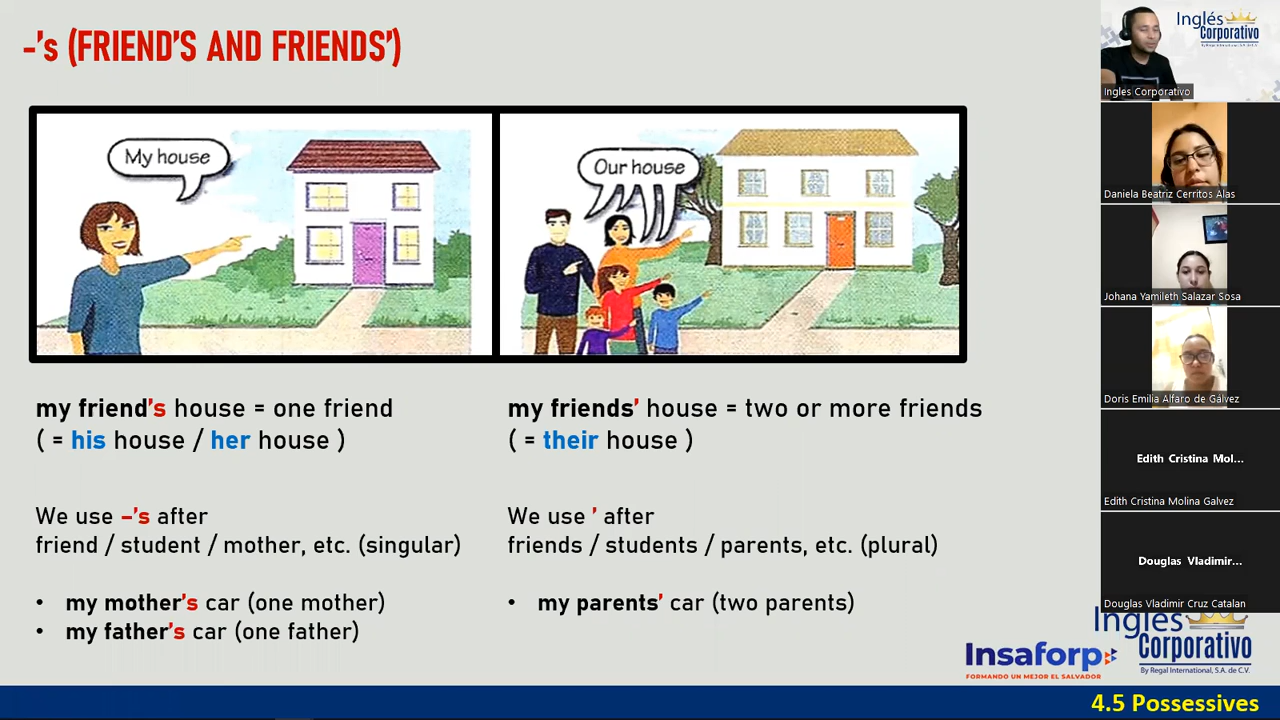 -'s (FRIEND'S AND FRIENDS')
My house
Our house
my friend's house = one friend
( = his house / her house )
my friends' house = two or more friends
( = their house )
We use -'s after
friend / student / mother, etc. (singular)
We use ' after
friends / students / parents, etc. (plural)
• my mother's car (one mother)
• my father's car (one father)
• my parents' car (two parents)
Inglés
Corporativo
By Regal International, S.A. de C.V.
Ingles Corporativo
Daniela Beatriz Cerritos Alas
Johana Yamileth Salazar Sosa
Doris Emilia Alfaro de Gálvez
Edith Cristina Mol...
Edith Cristina Molina Galvez
Douglas Vladimir...
Douglas Vladimir Cruz Catalan
Insaforp
FORMANDO UN MEJOR EL SALVADOR
Inglés
Corporativo
By Regal International, S.A. de C.V.
4.5 Possessives